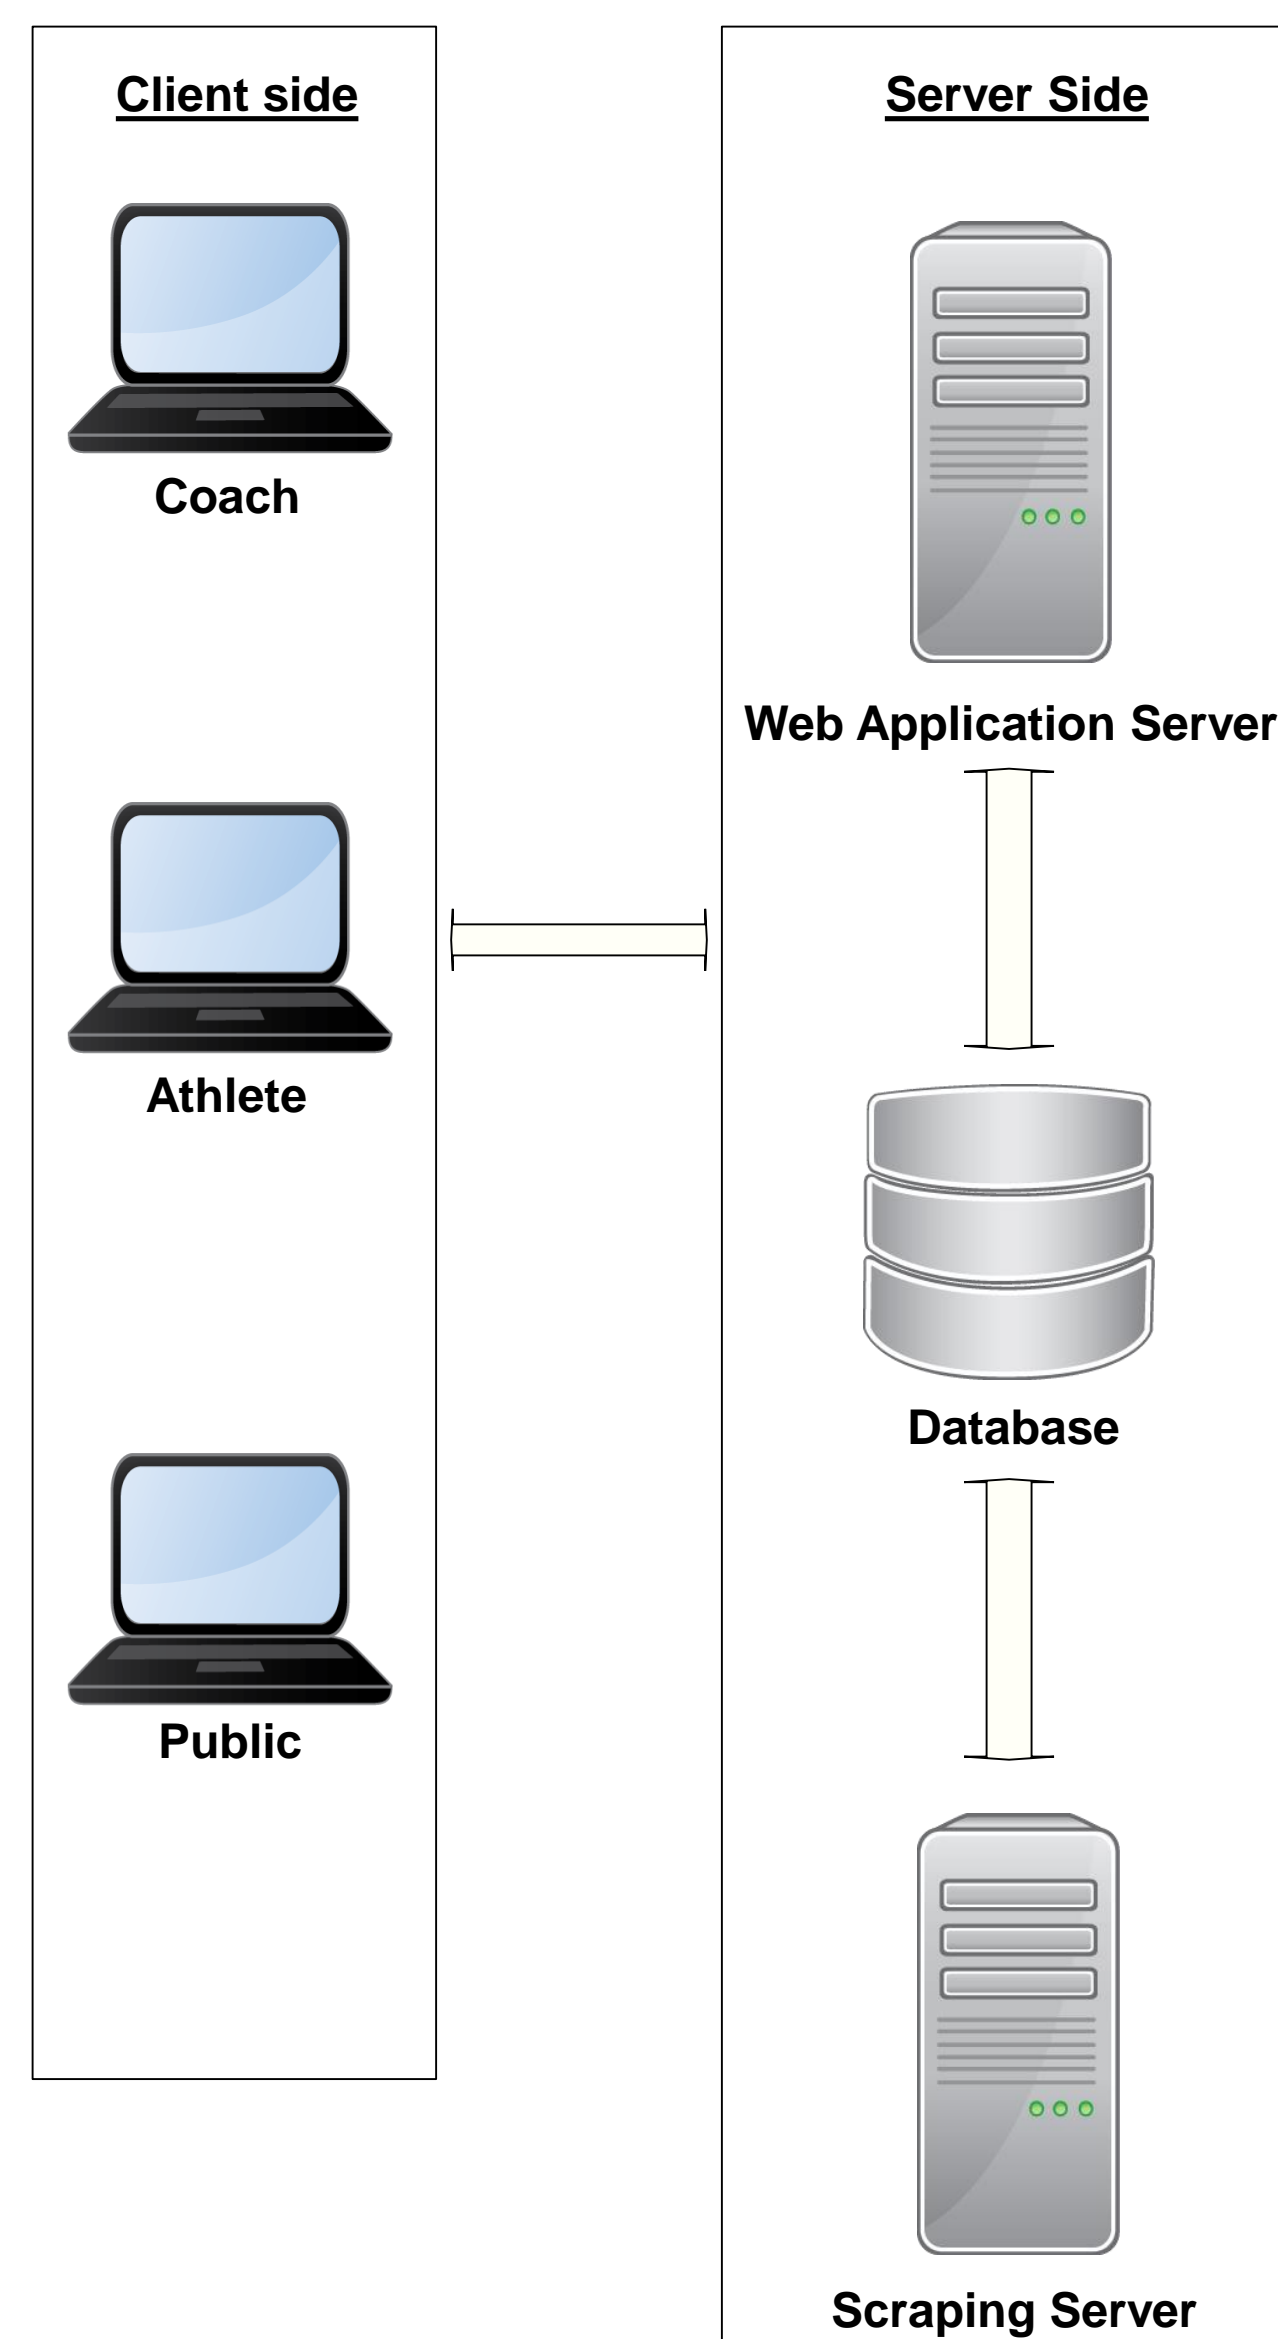 Client side
Coach
Athlete
Public
Server Side
Web Application Server
Database
Scraping Server